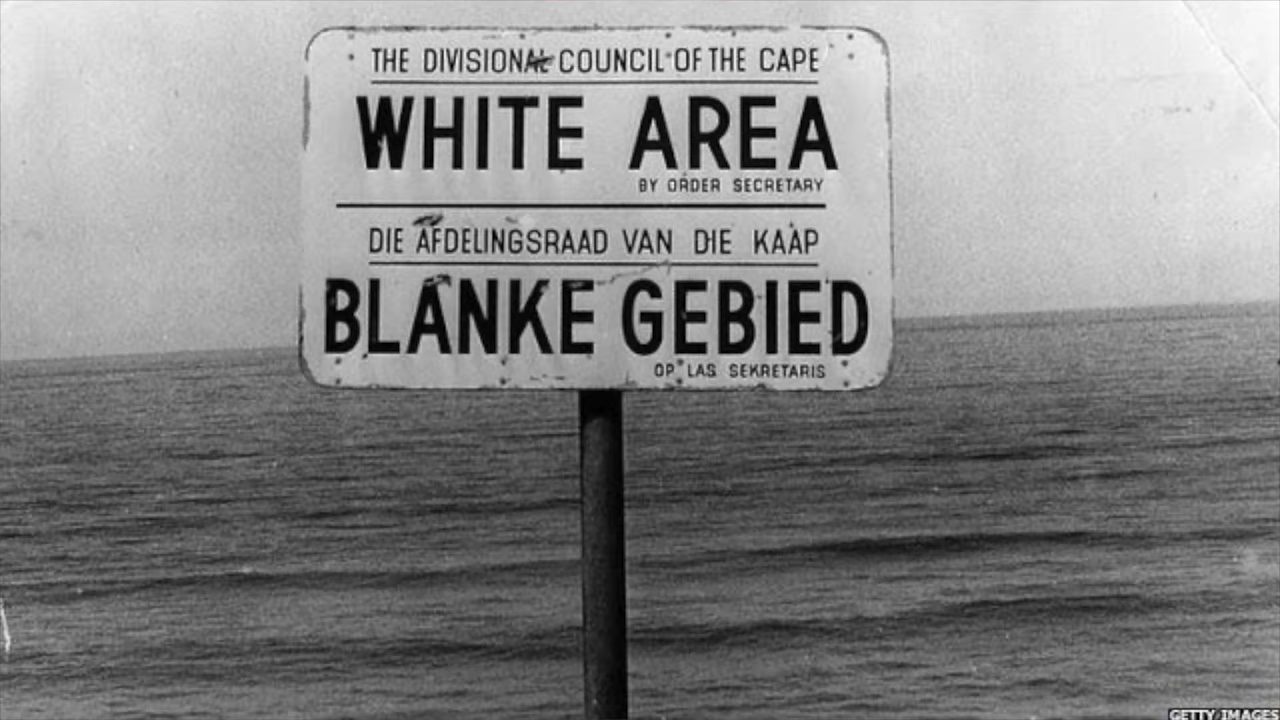 THE DIVISIONAL COUNCIL OF THE CAPE
WHITE AREA
BY ORDER SECRETARY
DIE AFDELINGSRAAD VAN DIE KAAP
BLANKE GEBIED
OP LAS SEKRETARIS
GETTY IMAGES